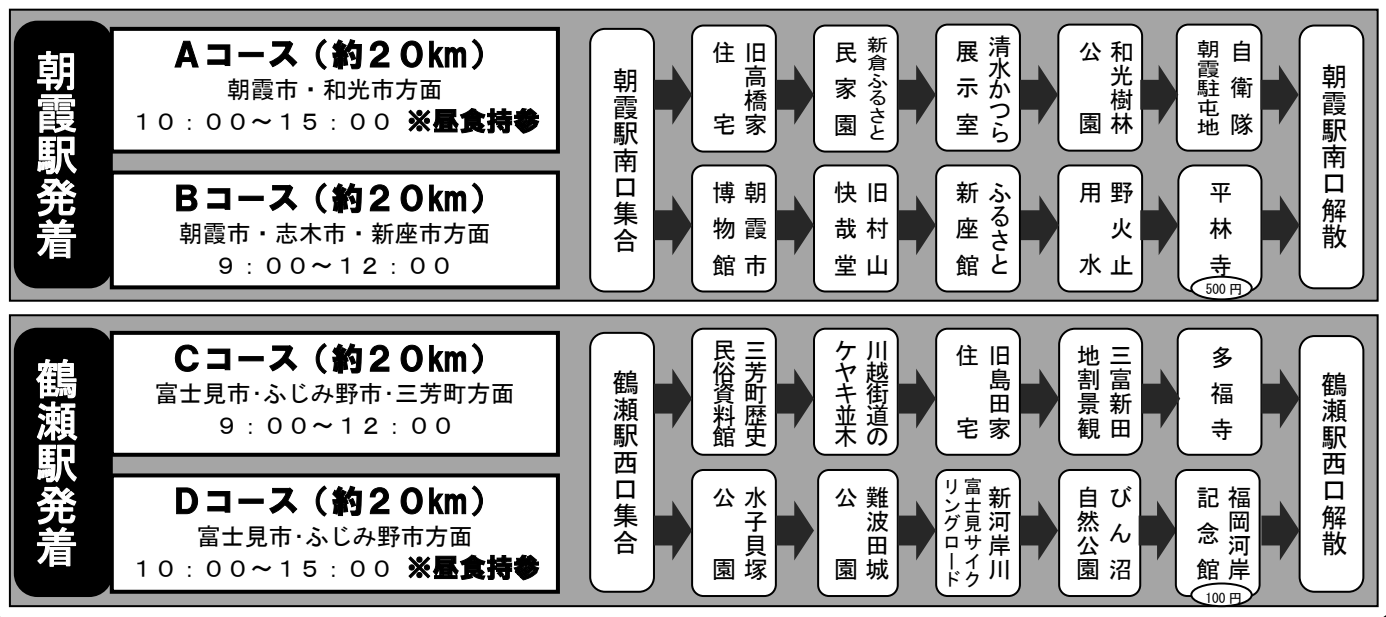 朝霞駅発着
Aコース（約20km）
朝霞市・和光市方面
10：00～15：00 ※昼食持参
Bコース（約20km）
朝霞市・志木市・新座市方面
9：00～12：00
朝霞駅南口集合
旧高橋家
住宅
新倉ふるさと
民家園
清水かつら
展示室
和光樹林
公園
自衛隊
朝霞駐屯地
朝霞市
博物館
旧村山
快哉堂
ふるさと
新座館
野火止
用水
平林寺
500円
朝霞駅南口解散
鶴瀬駅発着
Cコース（約20km）
富士見市･ふじみ野市･三芳町方面
9：00～12：00
Dコース（約20km）
富士見市･ふじみ野市方面
10：00～15：00 ※昼食持参
鶴瀬駅西口集合
三芳町歴史
民俗資料館
川越街道の
ケヤキ並木
旧島田家
住宅
三富新田
地割景観
多福寺
水子貝塚
公園
難波田城
公園
新河岸川
富士見サイク
リングロード
びん沼
自然公園
福岡河岸
記念館
100円
鶴瀬駅西口解散